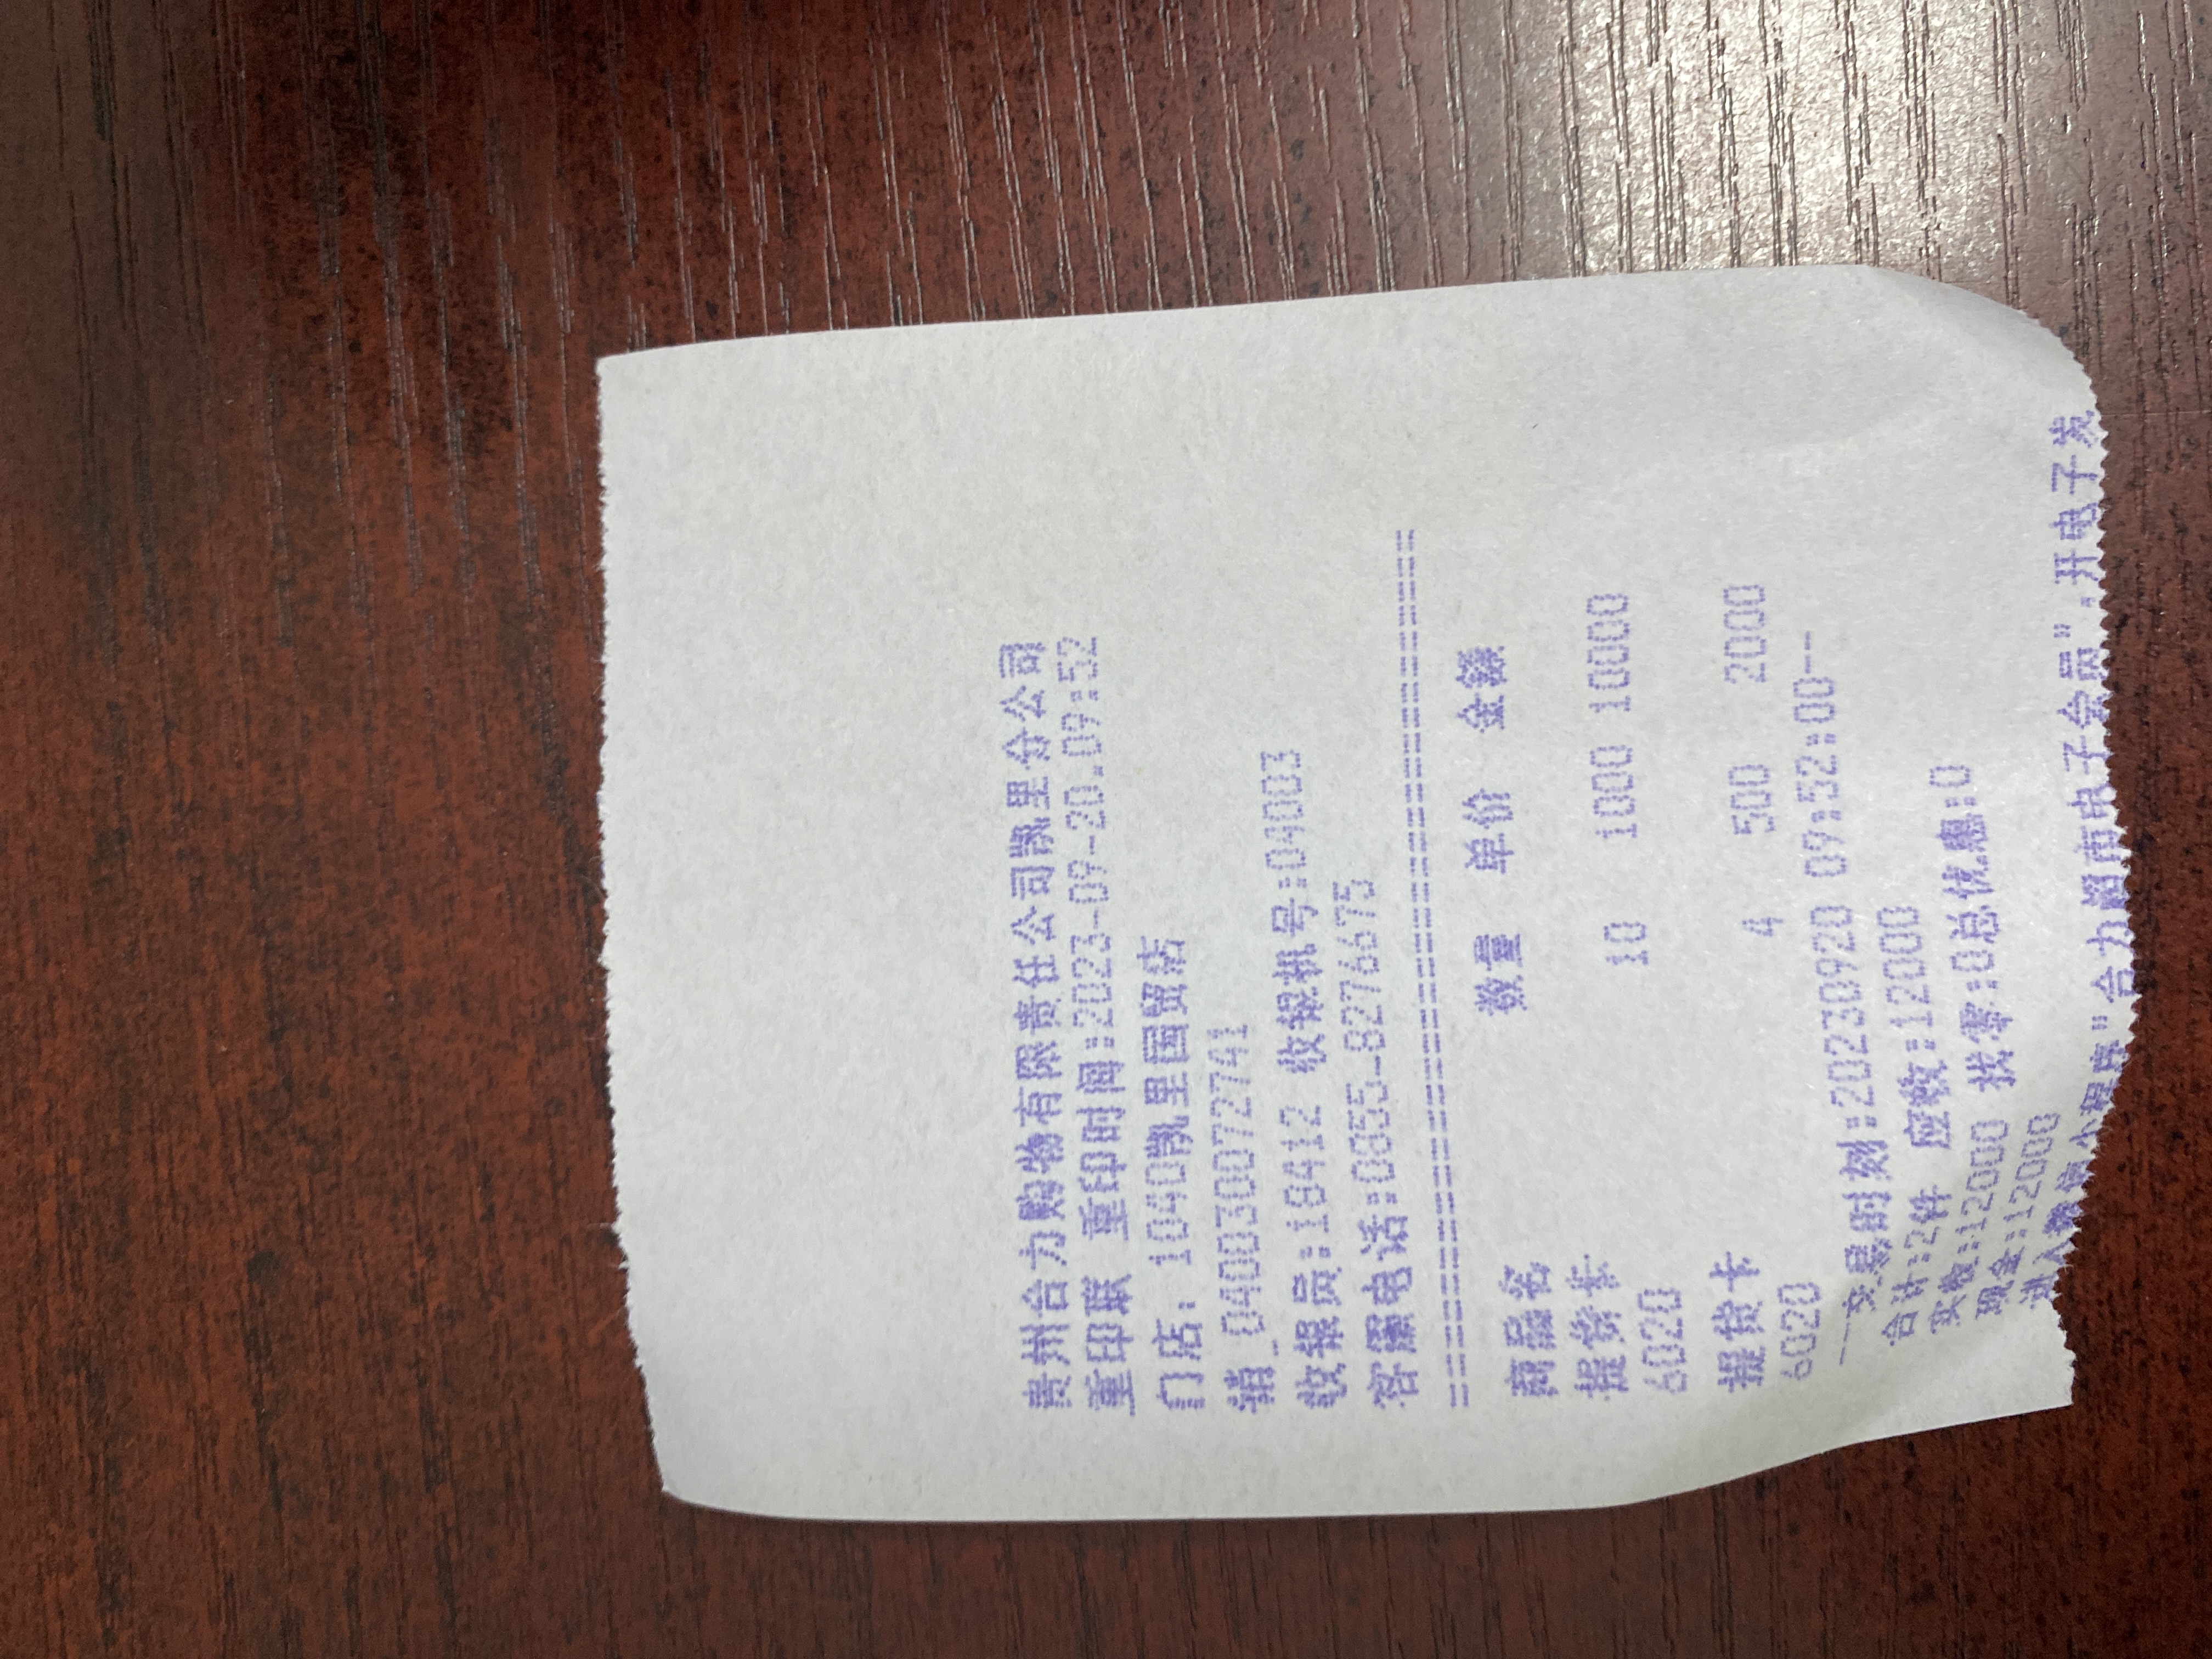 贵州合力购物有限责任公司凯里分公司
重印联 重印时间:2023-09-20.09:52
门店: 1040凯里国贸店
销_0400300727​41
收银员:18412 收银机号:04003
客服电话:0855-8276675
==================================
商品名 数量 单价 金额
提货卡 10 1000 10000
6020
提货卡 4 500 2000
6020
--交易时刻:20230920 09:52:00--
合计:2件 应收:12000
实收:12000 找零:0总优惠:0
现金:12000
进入微信小程序"合力超市电子会员",开电子发